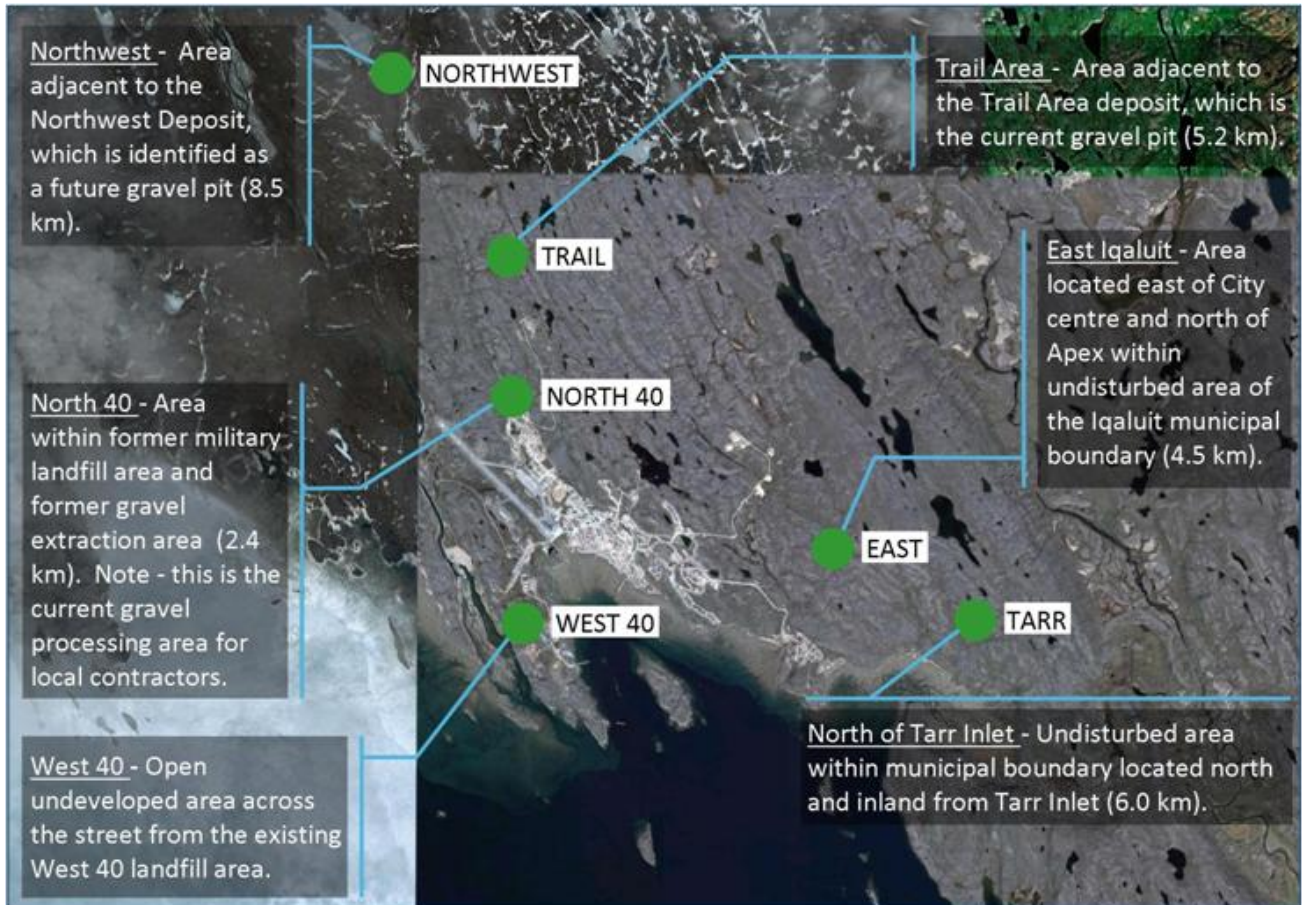 Northwest - Area
adjacent to the
Northwest Deposit,
which is identified as
a future gravel pit (8.5
km).
NORTHWEST
Trail Area - Area adjacent to
the Trail Area deposit, which is
the current gravel pit (5.2 km).
TRAIL
East Iqaluit - Area
located east of City
centre and north of
Apex within
undisturbed area of
the Iqaluit municipal
boundary (4.5 km).
North 40 - Area
within former military
landfill area and
former gravel
extraction area (2.4
km). Note - this is the
current gravel
processing area for
local contractors.
NORTH 40
EAST
WEST 40
TARR
West 40 - Open
undeveloped area across
the street from the existing
West 40 landfill area.
North of Tarr Inlet - Undisturbed area
within municipal boundary located north
and inland from Tarr Inlet (6.0 km).